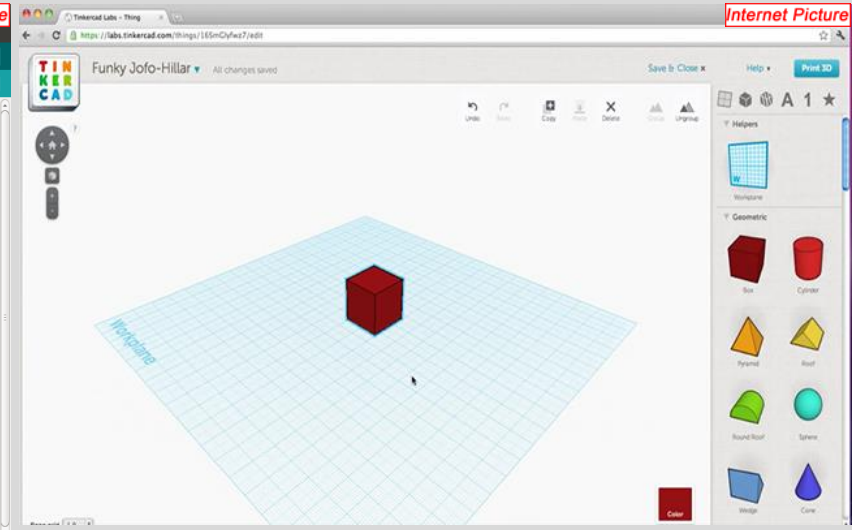 e
Internet Picture
Tinkercad Labs - Thing
https://labs.tinkercad.com/things/165mGlyfwz7/edit
TIN
KER
CAD
Funky Jofo-Hillar
All changes saved
Save & Close x
Help
Print 3D
A 1
?
Undo
Redo
Copy
Paste
Delete
Group
Ungroup
Helpers
W
Workplane
Geometric
Box
Cylinder
Pyramid
Roof
Round Roof
Sphere
Wedge
Cone
Workplane
Color